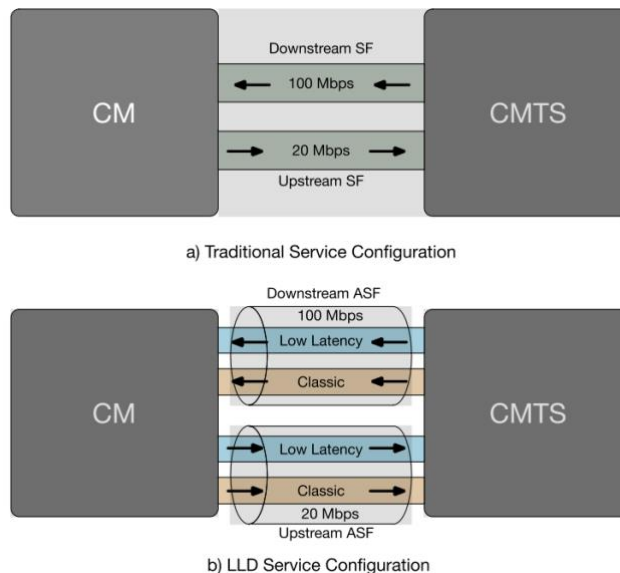 Downstream SF
100 Mbps
CM
CMTS
20 Mbps
Upstream SF
a) Traditional Service Configuration
Downstream ASF
100 Mbps
Low Latency
Classic
CM
CMTS
Low Latency
Classic
20 Mbps
Upstream ASF
b) LLD Service Configuration